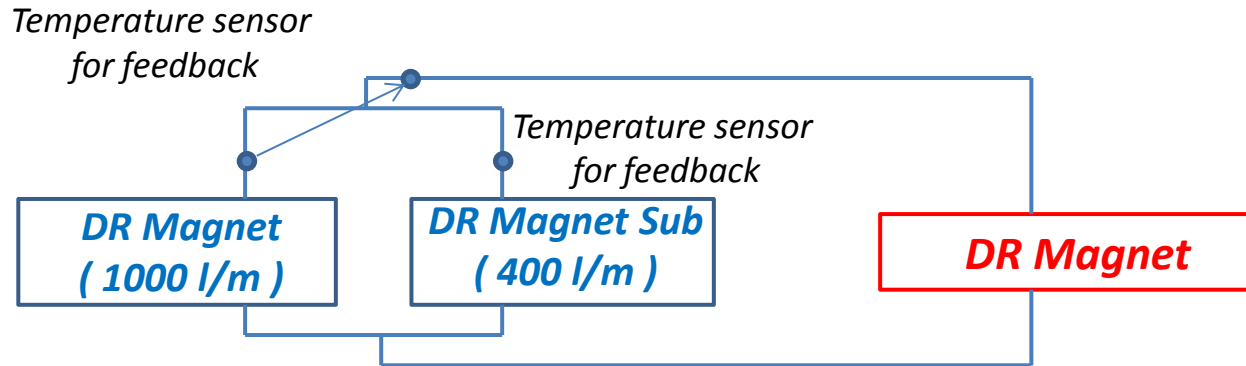 Temperature sensor
for feedback
Temperature sensor
for feedback
DR Magnet
( 1000 l/m )
DR Magnet Sub
( 400 l/m )
DR Magnet